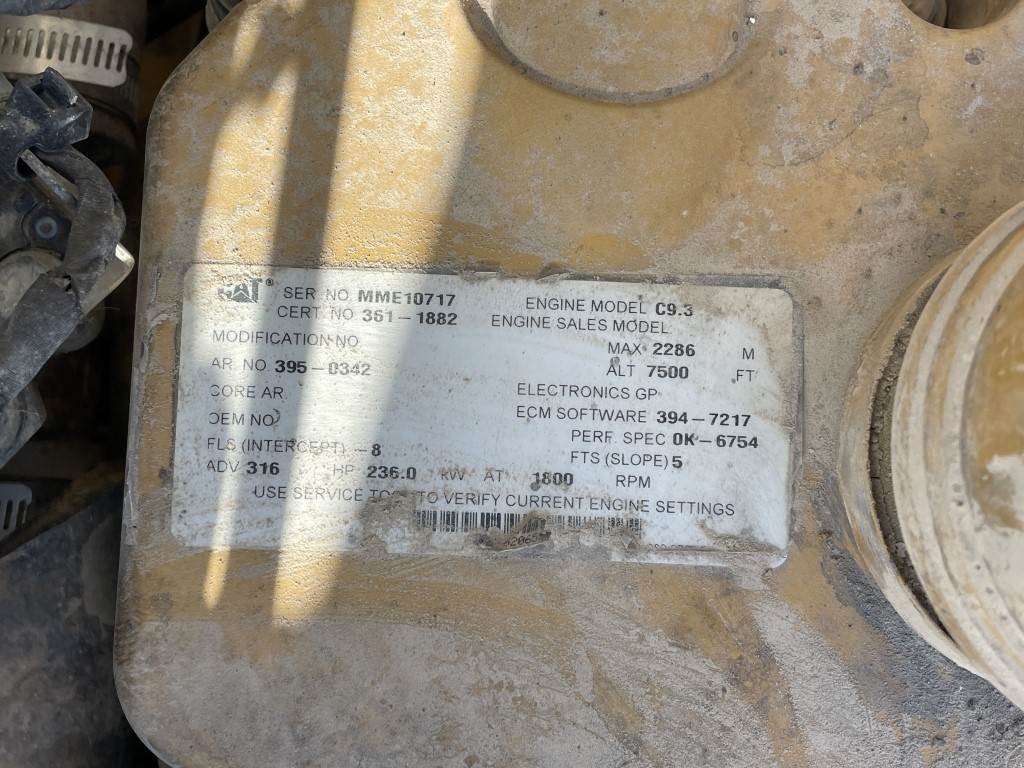 CAT® SER. NO. MME10717 ENGINE MODEL C9.3
CERT. NO. 361-1882 ENGINE SALES MODEL
MODIFICATION NO. MAX 2286 M
AR. NO. 395-0342 ALT 7500 FT
CORE AR ELECTRONICS GP
OEM NO ECM SOFTWARE 394-7217
PERF. SPEC 0K-6754
FLS (INTERCEPT) -8 FTS (SLOPE) 5
ADV 316 HP 236.0 KW AT 1800 RPM
USE SERVICE TOOL TO VERIFY CURRENT ENGINE SETTINGS